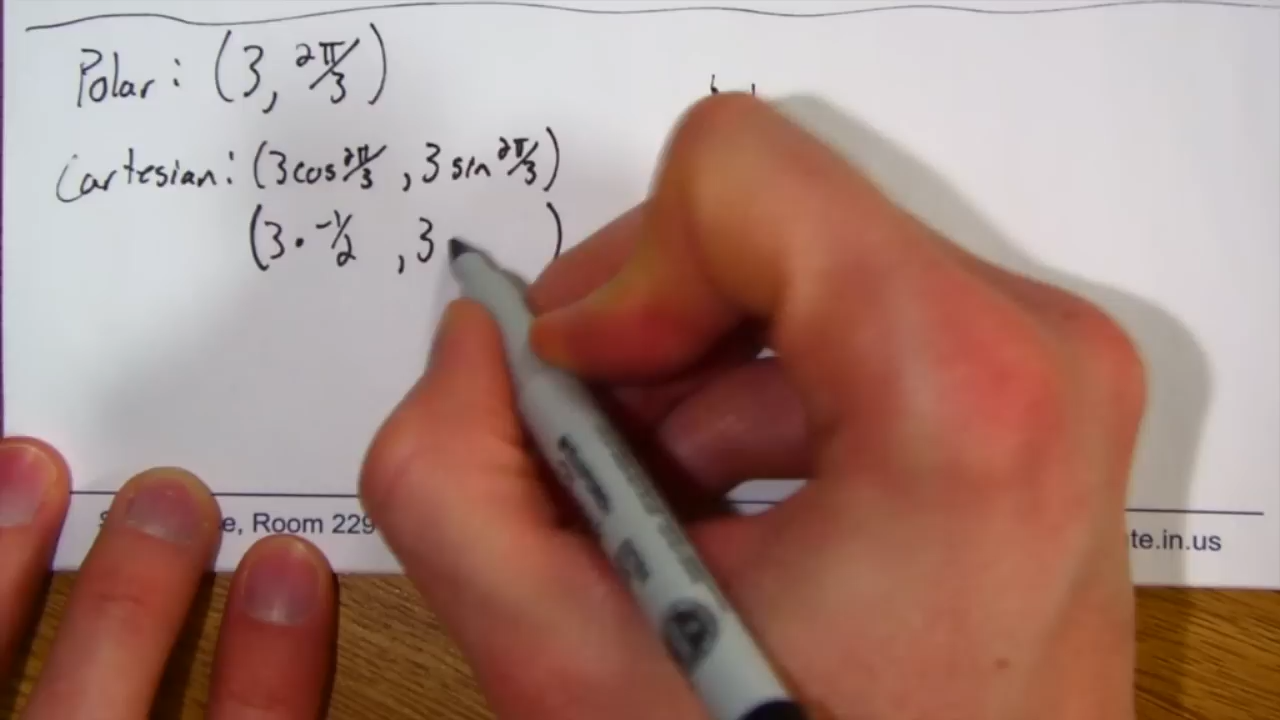 Polar: (3, 2π/3)
Cartesian: (3cos 2π/3, 3 sin 2π/3)
(3 · -1/2, 3 )
Room 229
te.in.us